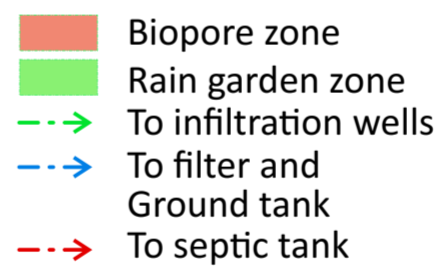 Biopore zone
Rain garden zone
To infiltration wells
To filter and
Ground tank
To septic tank